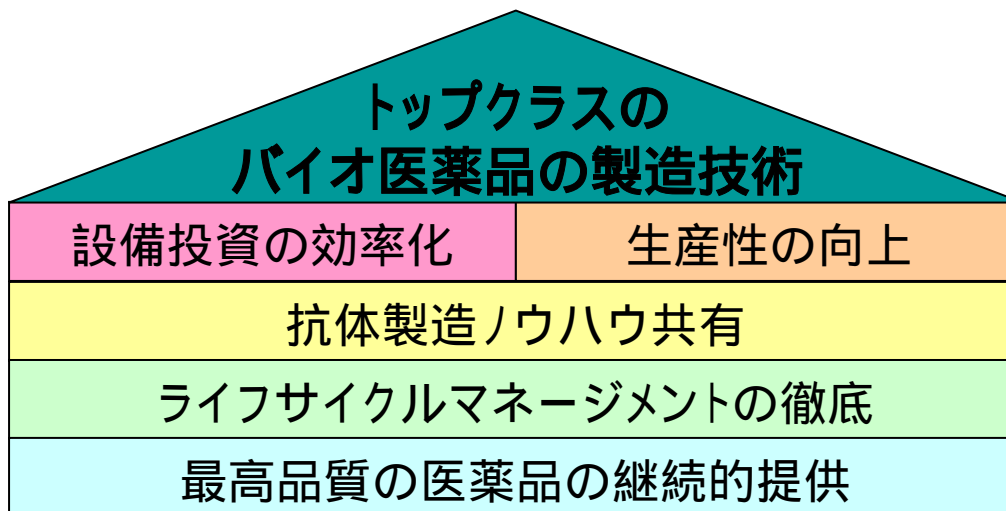 トップクラスの
バイオ医薬品の製造技術
設備投資の効率化
生産性の向上
抗体製造ノウハウ共有
ライフサイクルマネージメントの徹底
最高品質の医薬品の継続的提供